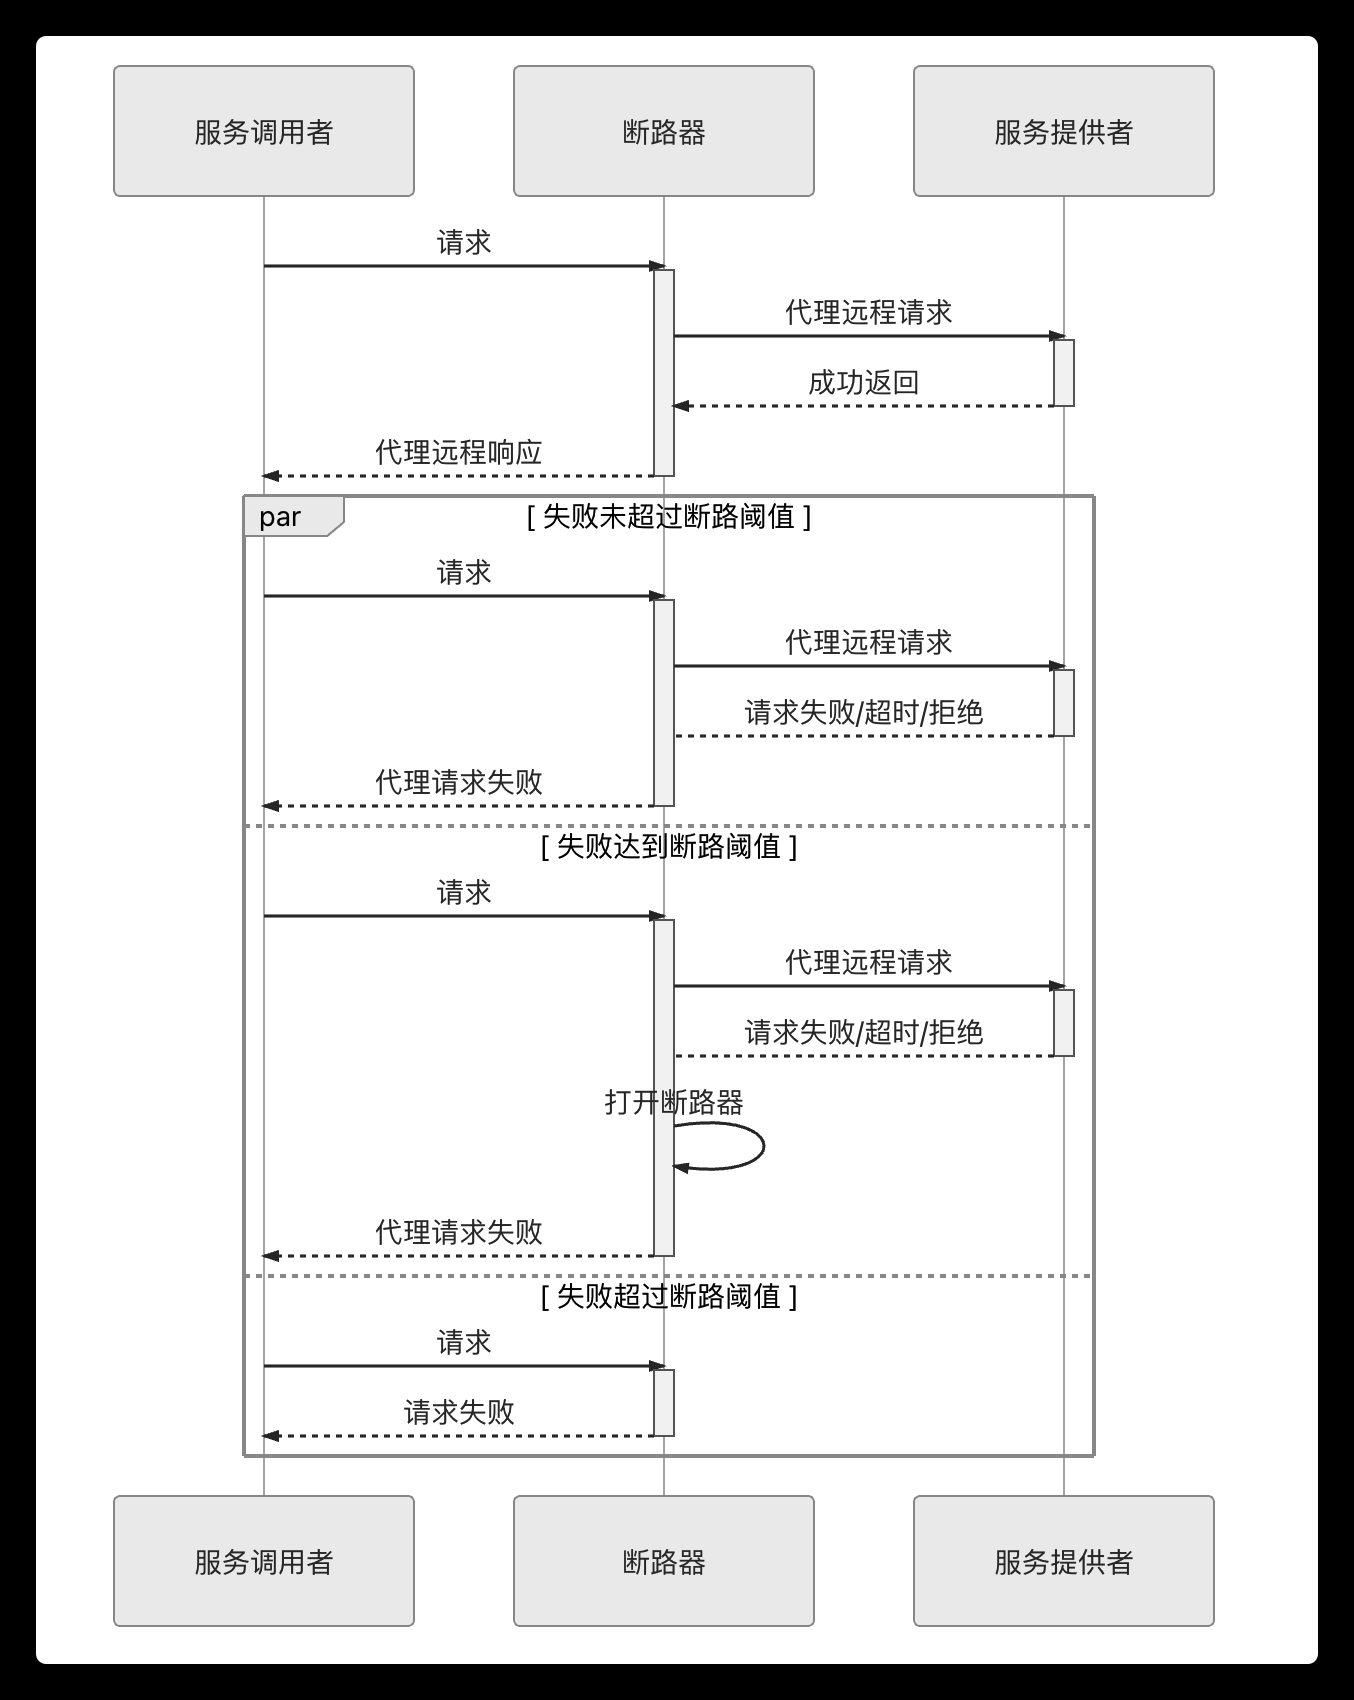 服务调用者
断路器
服务提供者
请求
代理远程请求
成功返回
代理远程响应
par
[ 失败未超过断路阈值 ]
请求
代理远程请求
请求失败/超时/拒绝
代理请求失败
[ 失败达到断路阈值 ]
请求
代理远程请求
请求失败/超时/拒绝
打开断路器
代理请求失败
[ 失败超过断路阈值 ]
请求
请求失败
服务调用者
断路器
服务提供者